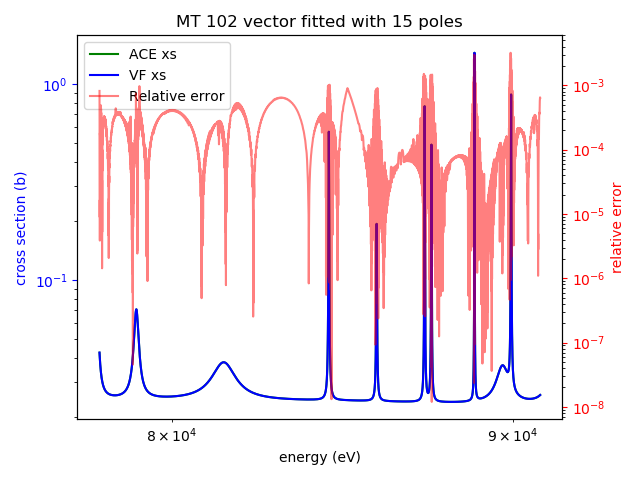 MT 102 vector fitted with 15 poles
ACE xs
VF xs
Relative error
cross section (b)
10⁰
10⁻¹
10⁻³
10⁻⁴
10⁻⁵
10⁻⁶
10⁻⁷
10⁻⁸
relative error
8 × 10⁴
9 × 10⁴
energy (eV)